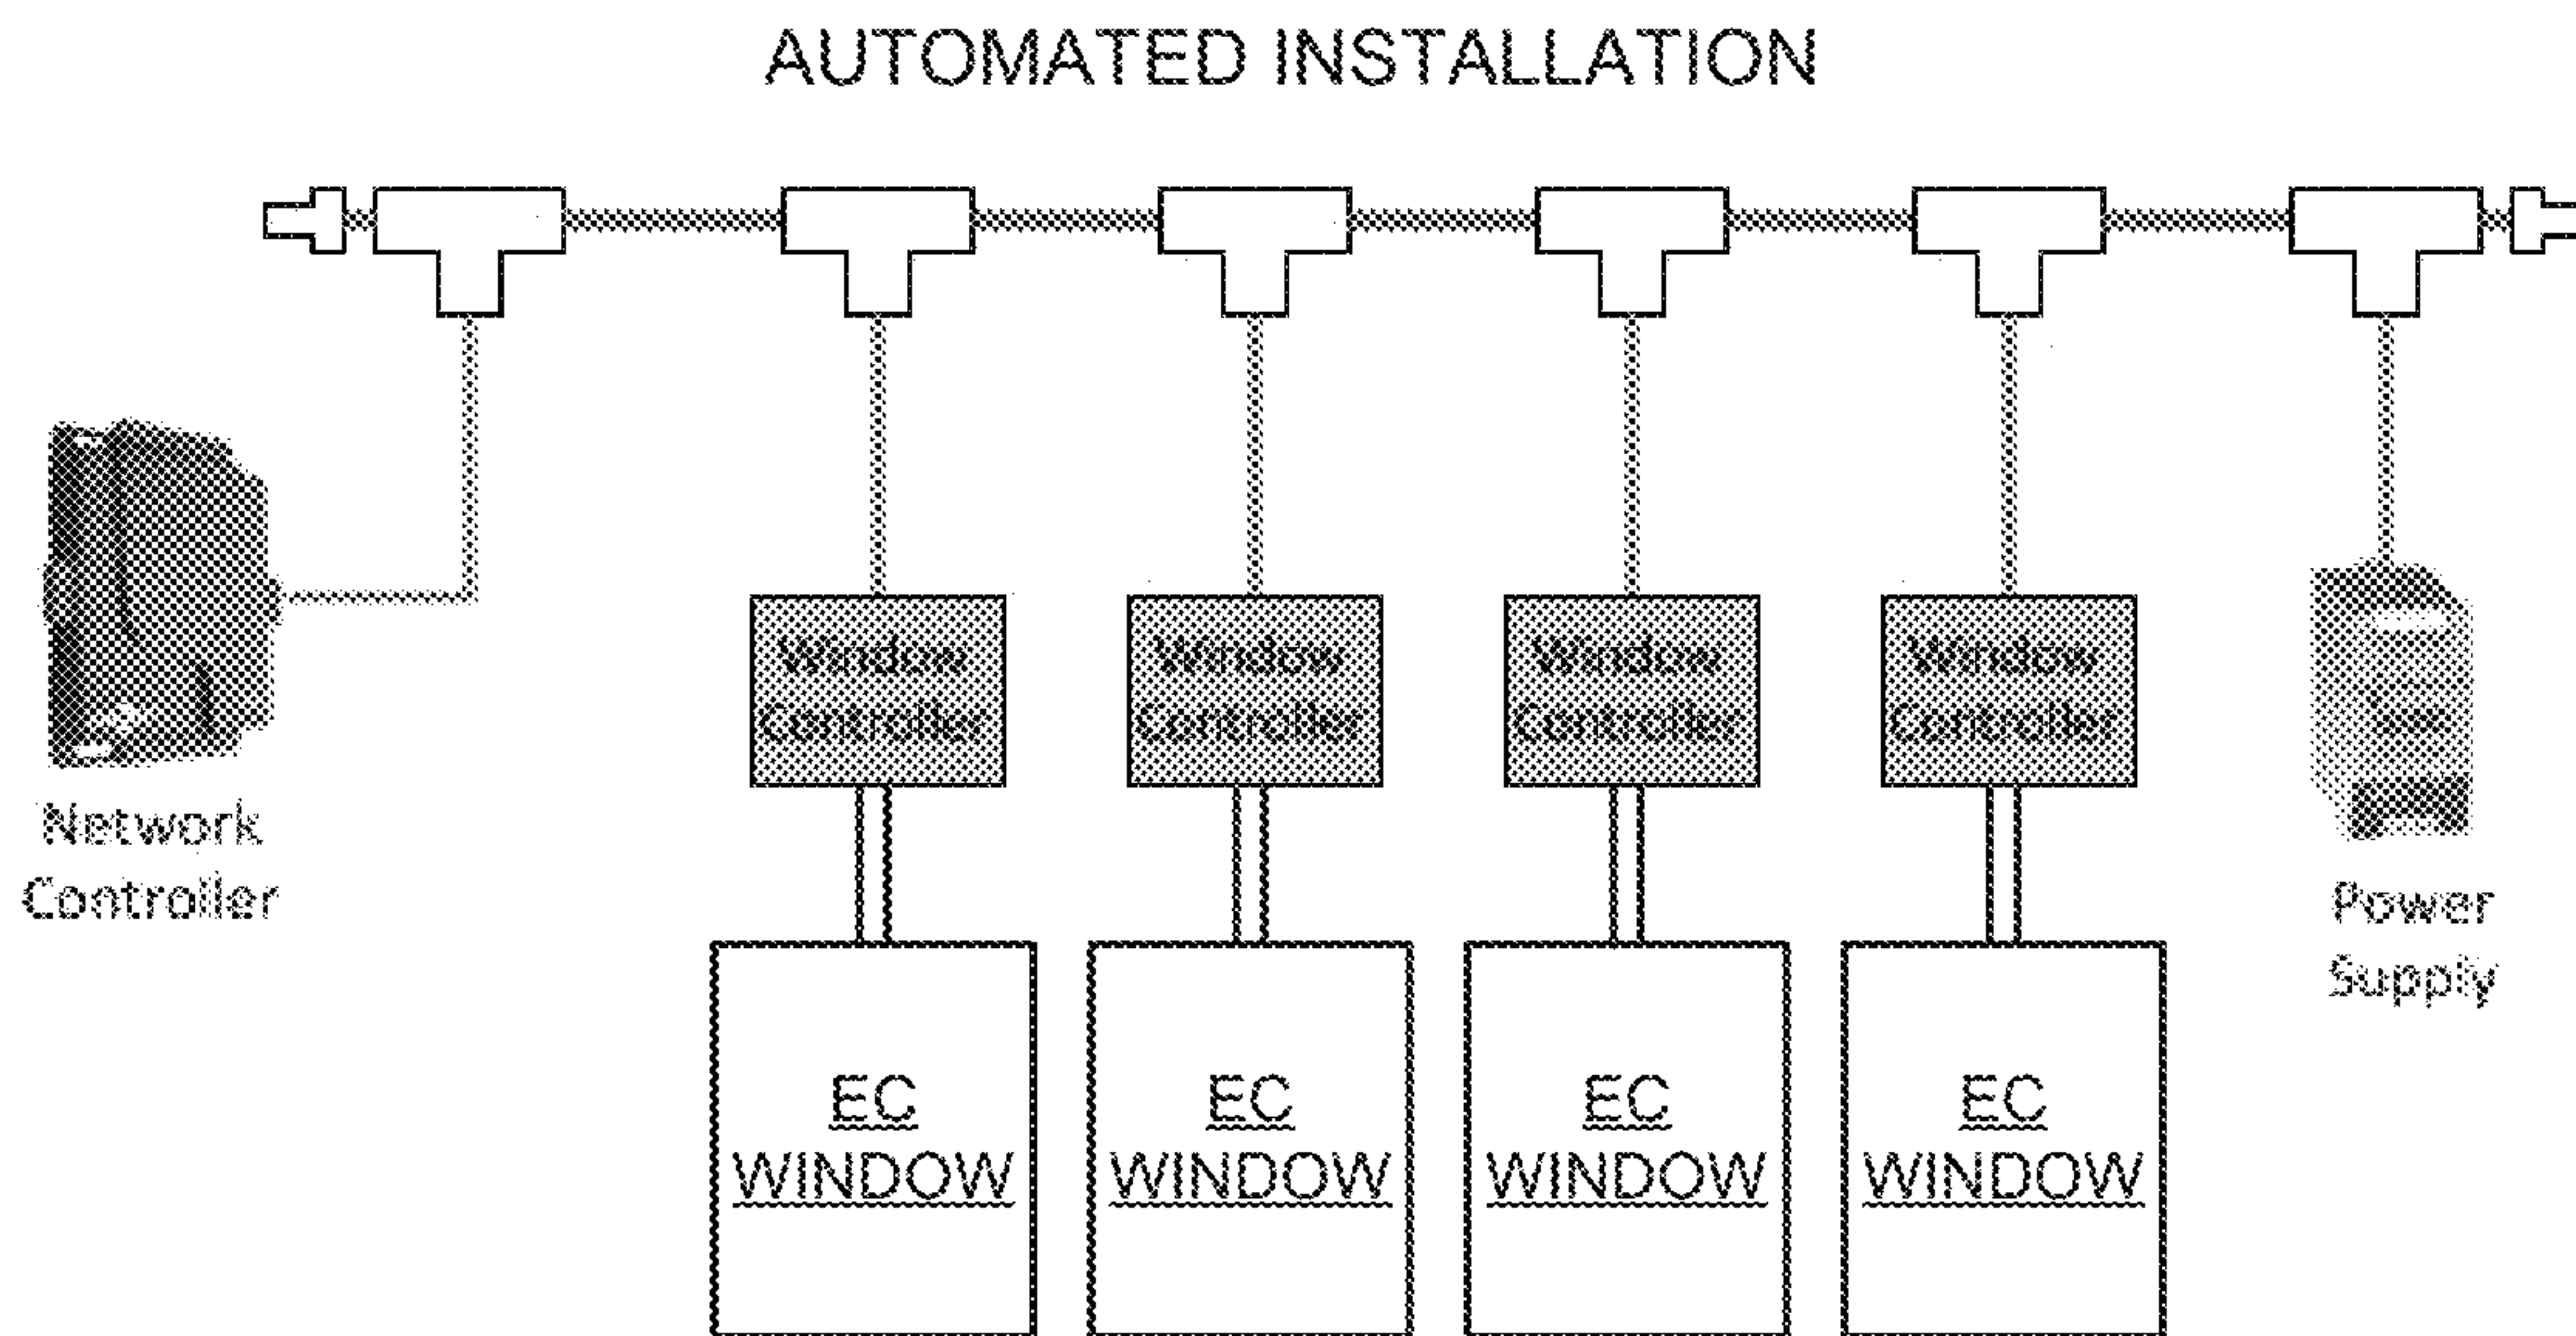 AUTOMATED INSTALLATION
Network
Controller
Window
Controller
Window
Controller
Window
Controller
Window
Controller
Power
Supply
EC
WINDOW
EC
WINDOW
EC
WINDOW
EC
WINDOW